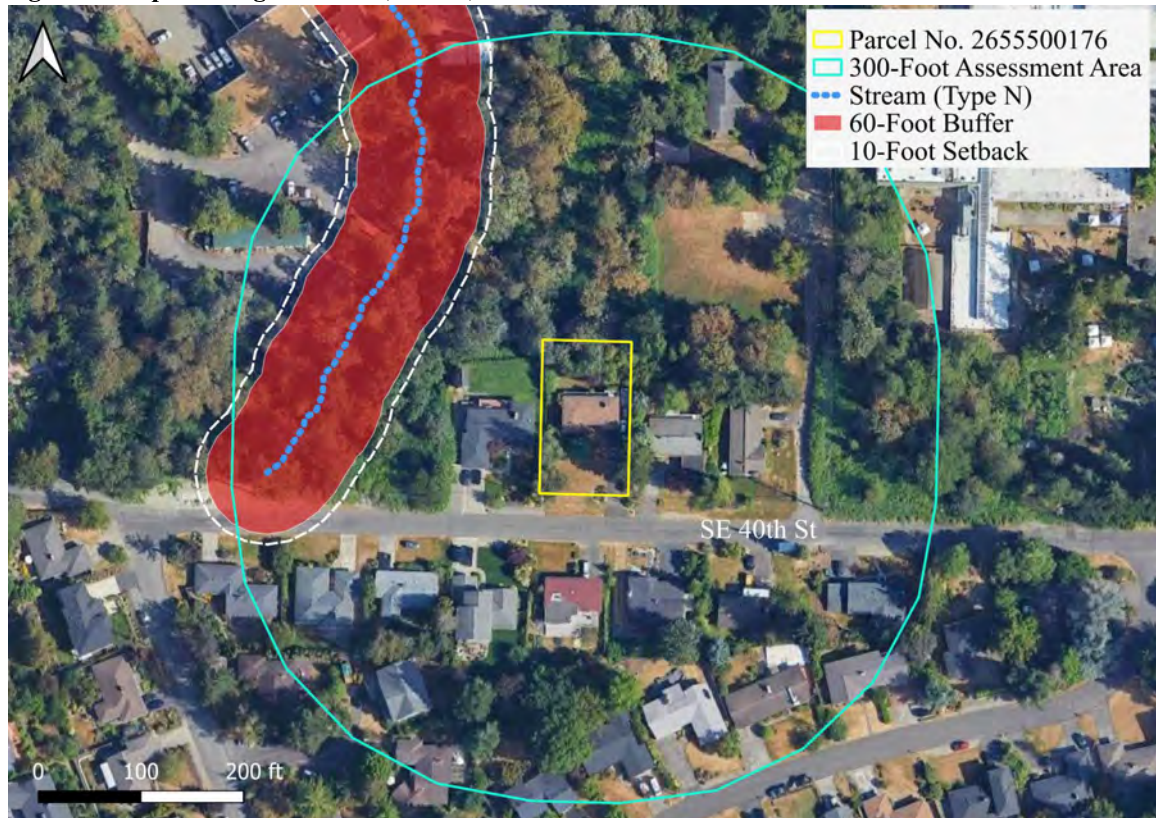 Parcel No. 2655500176
300-Foot Assessment Area
Stream (Type N)
60-Foot Buffer
10-Foot Setback
SE 40th St
0 100 200 ft